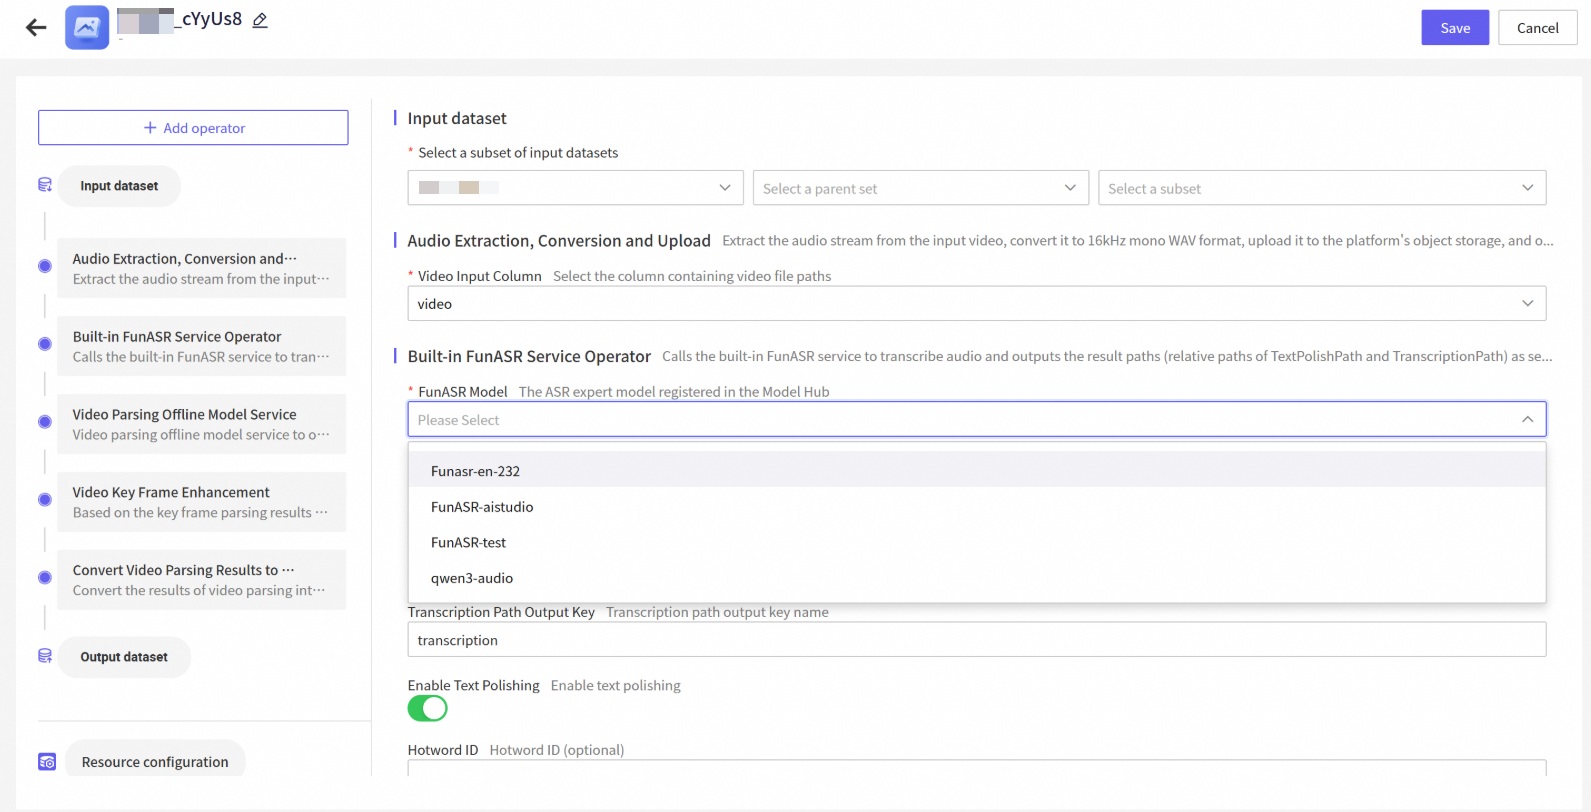 _cYyUs8
Save
Cancel
+ Add operator
Input dataset
Audio Extraction, Conversion and···
Extract the audio stream from the input···
Built-in FunASR Service Operator
Calls the built-in FunASR service to tran···
Video Parsing Offline Model Service
Video parsing offline model service to o···
Video Key Frame Enhancement
Based on the key frame parsing results ···
Convert Video Parsing Results to ···
Convert the results of video parsing int···
Output dataset
Resource configuration
Input dataset
* Select a subset of input datasets
Select a parent set
Select a subset
Audio Extraction, Conversion and Upload Extract the audio stream from the input video, convert it to 16kHz mono WAV format, upload it to the platform's object storage, and o...
* Video Input Column Select the column containing video file paths
video
Built-in FunASR Service Operator Calls the built-in FunASR service to transcribe audio and outputs the result paths (relative paths of TextPolishPath and TranscriptionPath) as se...
* FunASR Model The ASR expert model registered in the Model Hub
Please Select
Funasr-en-232
FunASR-aistudio
FunASR-test
qwen3-audio
Transcription Path Output Key Transcription path output key name
transcription
Enable Text Polishing Enable text polishing
Hotword ID Hotword ID (optional)